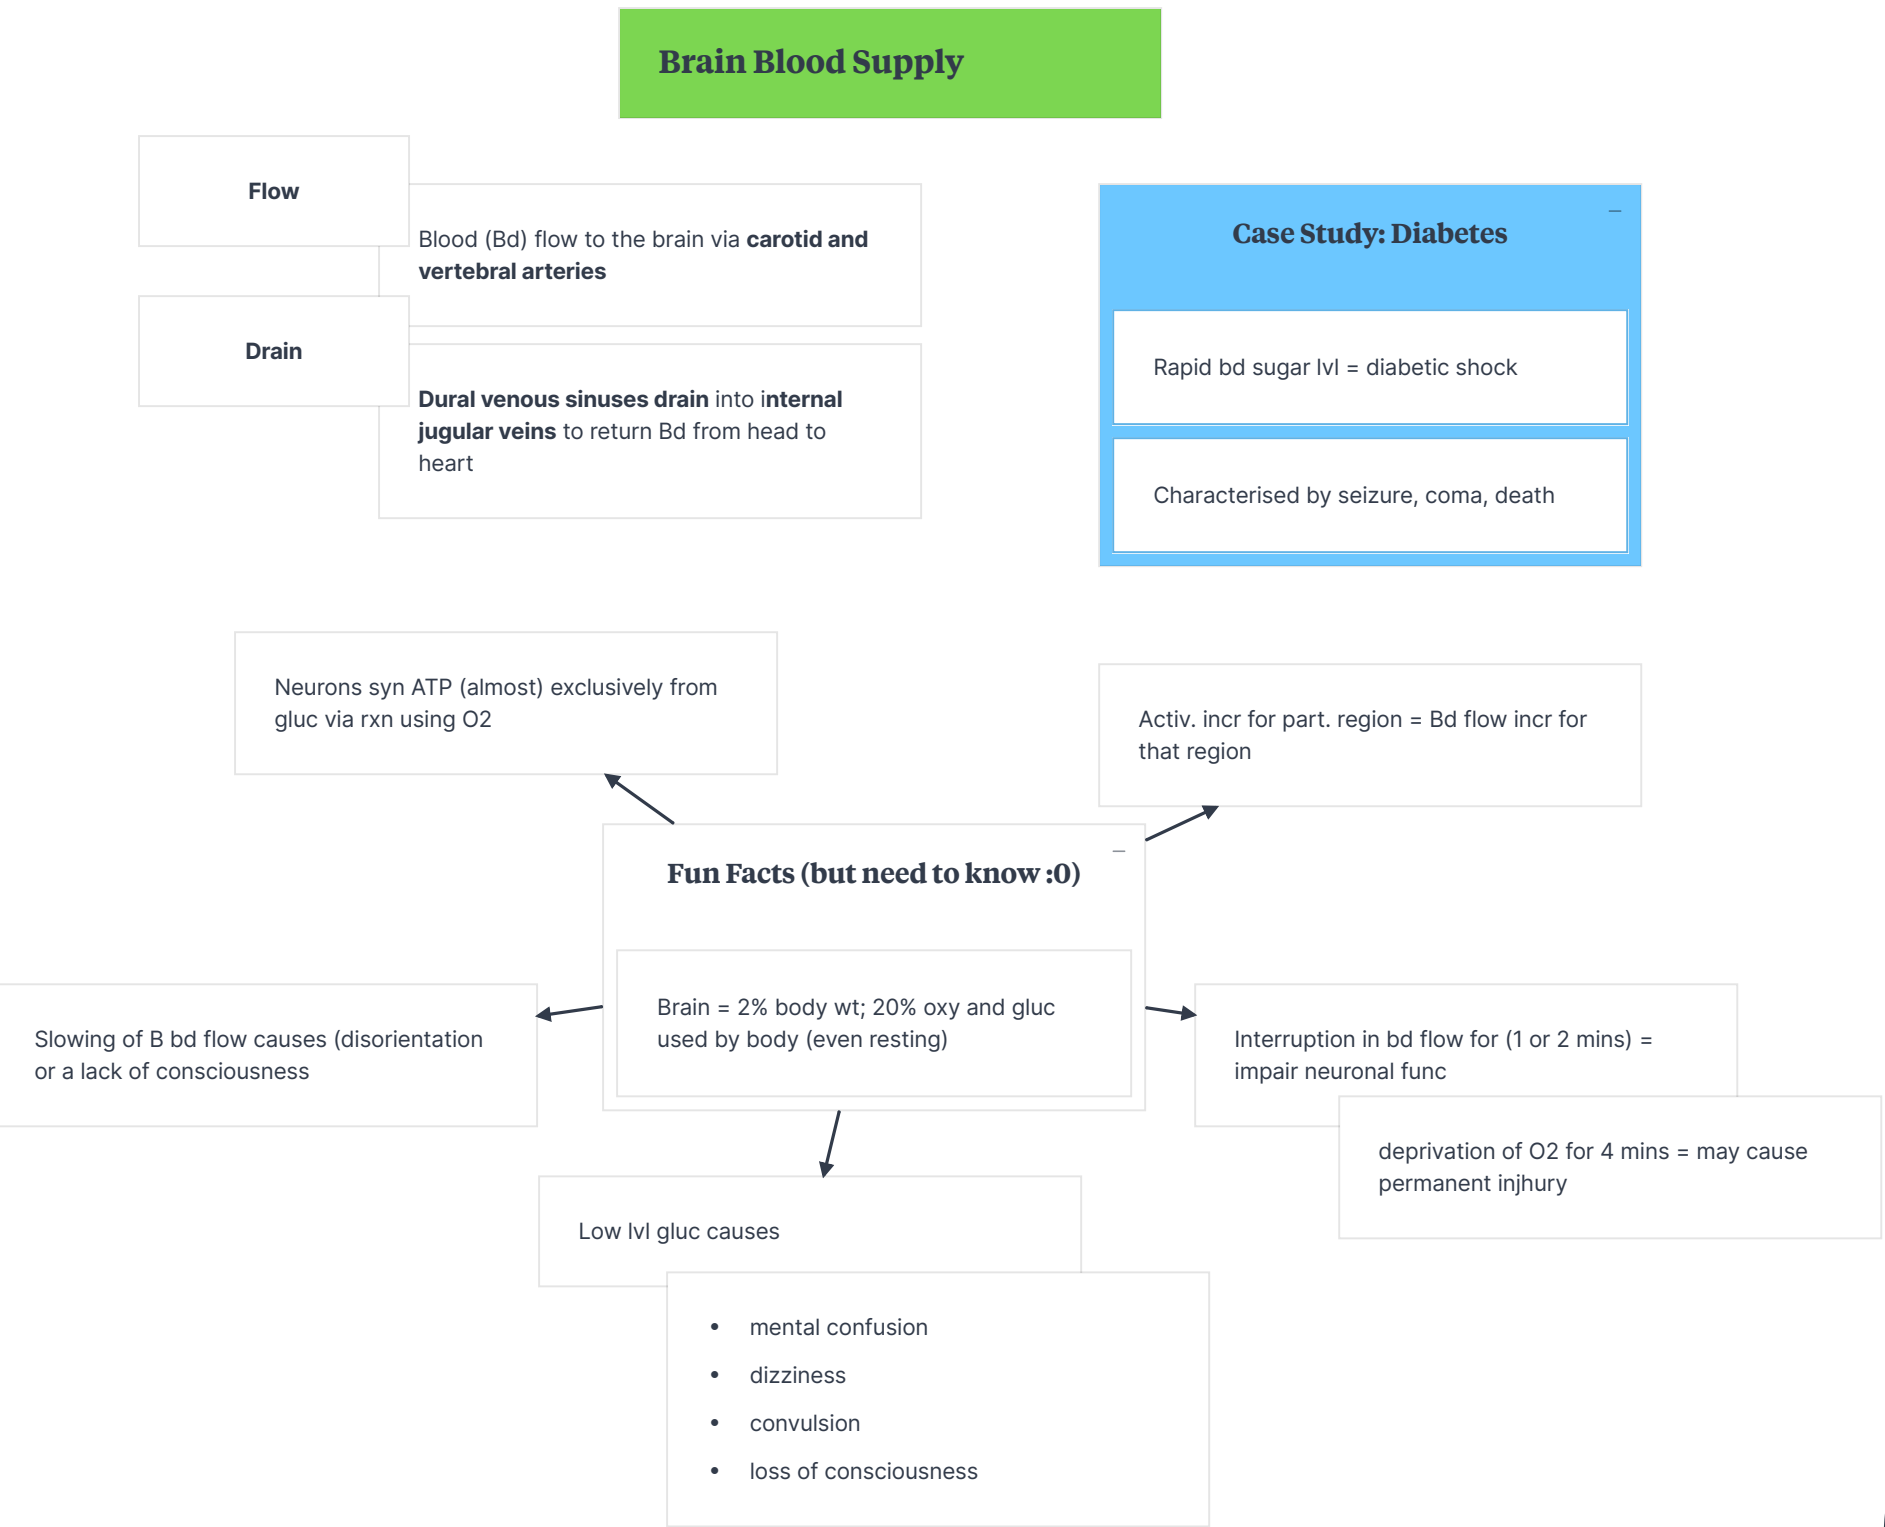 Brain Blood Supply
Flow
Blood (Bd) flow to the brain via carotid and
vertebral arteries
Drain
Dural venous sinuses drain into internal
jugular veins to return Bd from head to
heart
Case Study: Diabetes
Rapid bd sugar lvl = diabetic shock
Characterised by seizure, coma, death
Neurons syn ATP (almost) exclusively from
gluc via rxn using O2
Activ. incr for part. region = Bd flow incr for
that region
Fun Facts (but need to know :0)
Brain = 2% body wt; 20% oxy and gluc
used by body (even resting)
Slowing of B bd flow causes (disorientation
or a lack of consciousness
Interruption in bd flow for (1 or 2 mins) =
impair neuronal func
deprivation of O2 for 4 mins = may cause
permanent injhury
Low lvl gluc causes
• mental confusion
• dizziness
• convulsion
• loss of consciousness